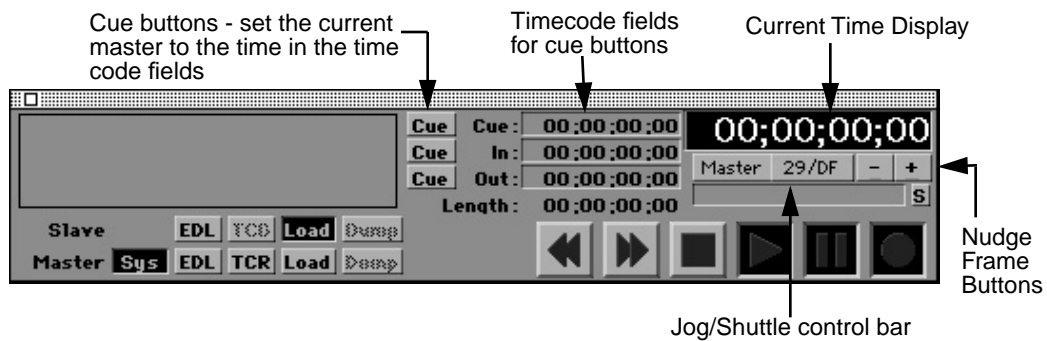 Cue buttons - set the current
master to the time in the time
code fields
Timecode fields
for cue buttons
Current Time Display
Cue Cue: 00;00;00;00 00;00;00;00
Cue In: 00;00;00;00 Master 29/DF - +
Cue Out: 00;00;00;00 S
Length: 00;00;00;00
Slave EDL TCD Load Dump
Master Sys EDL TCR Load Dump
Nudge
Frame
Buttons
Jog/Shuttle control bar